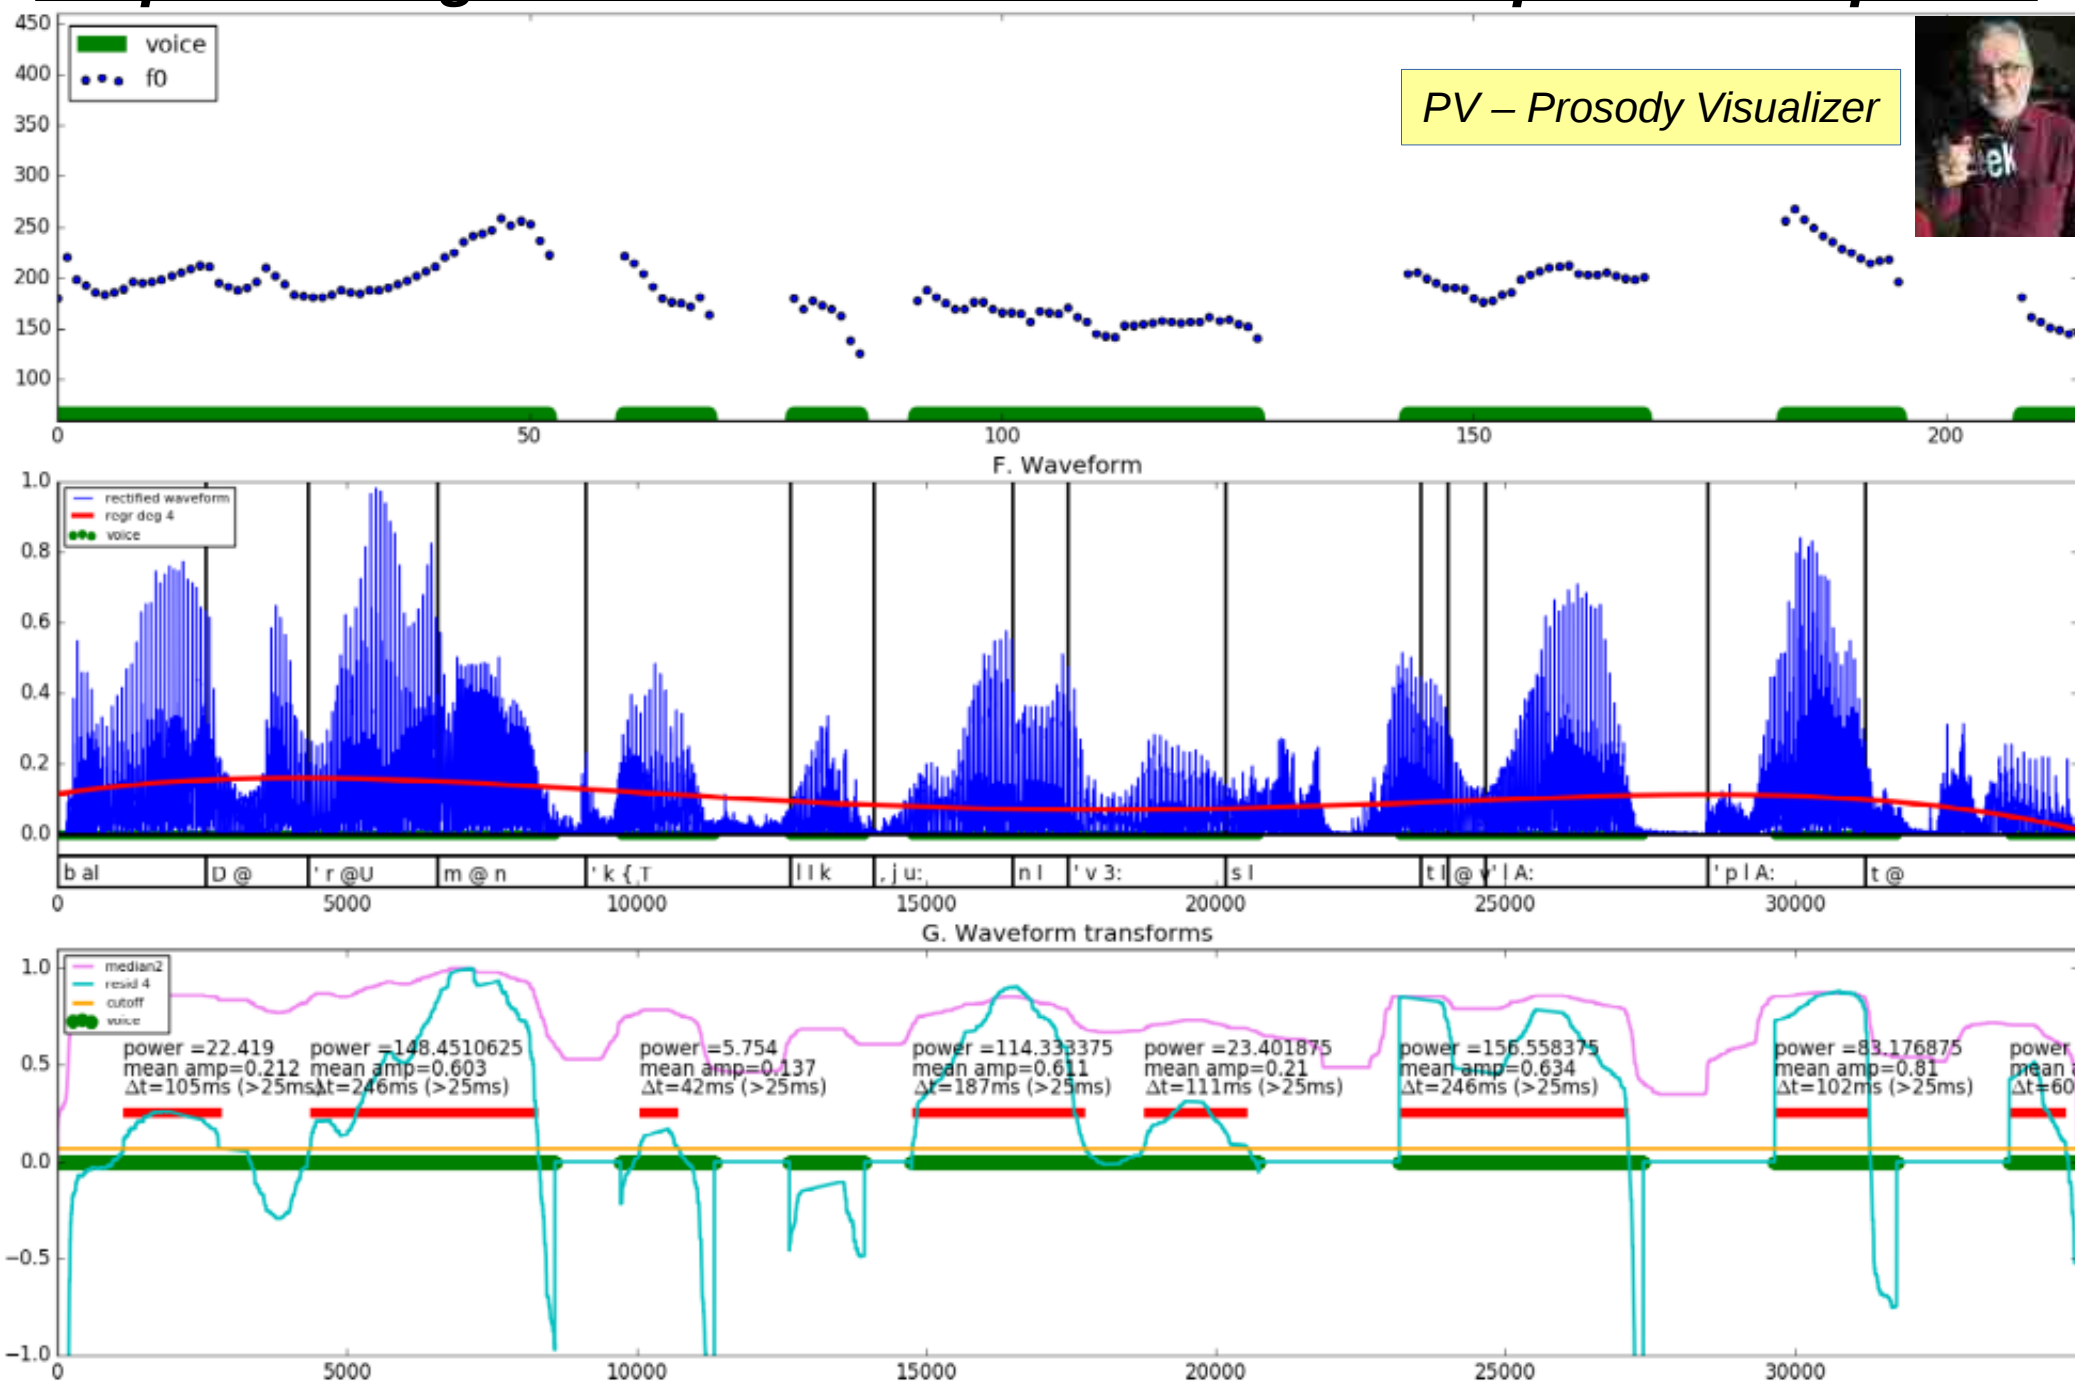 450
400
350
300
250
200
150
100
voice
f0
PV – Prosody Visualizer
eek
0 50 100 150 200
F. Waveform
1.0
0.8
0.6
0.4
0.2
0.0
rectified waveform
regr deg 4
voice
b aI D @ ' r @U m @ n ' k { T l I k , j u: n I ' v 3: s I t I @ v ' l A: ' p l A: t @
0 5000 10000 15000 20000 25000 30000
G. Waveform transforms
1.0
0.5
0.0
−0.5
−1.0
median2
resid 4
cutoff
voice
power =22.419
mean amp=0.212
Δt=105ms (>25ms)
power =148.4510625
mean amp=0.603
Δt=246ms (>25ms)
power =5.754
mean amp=0.137
Δt=42ms (>25ms)
power =114.333375
mean amp=0.611
Δt=187ms (>25ms)
power =23.401875
mean amp=0.21
Δt=111ms (>25ms)
power =156.558375
mean amp=0.634
Δt=246ms (>25ms)
power =83.176875
mean amp=0.81
Δt=102ms (>25ms)
power
mean
Δt=60
0 5000 10000 15000 20000 25000 30000